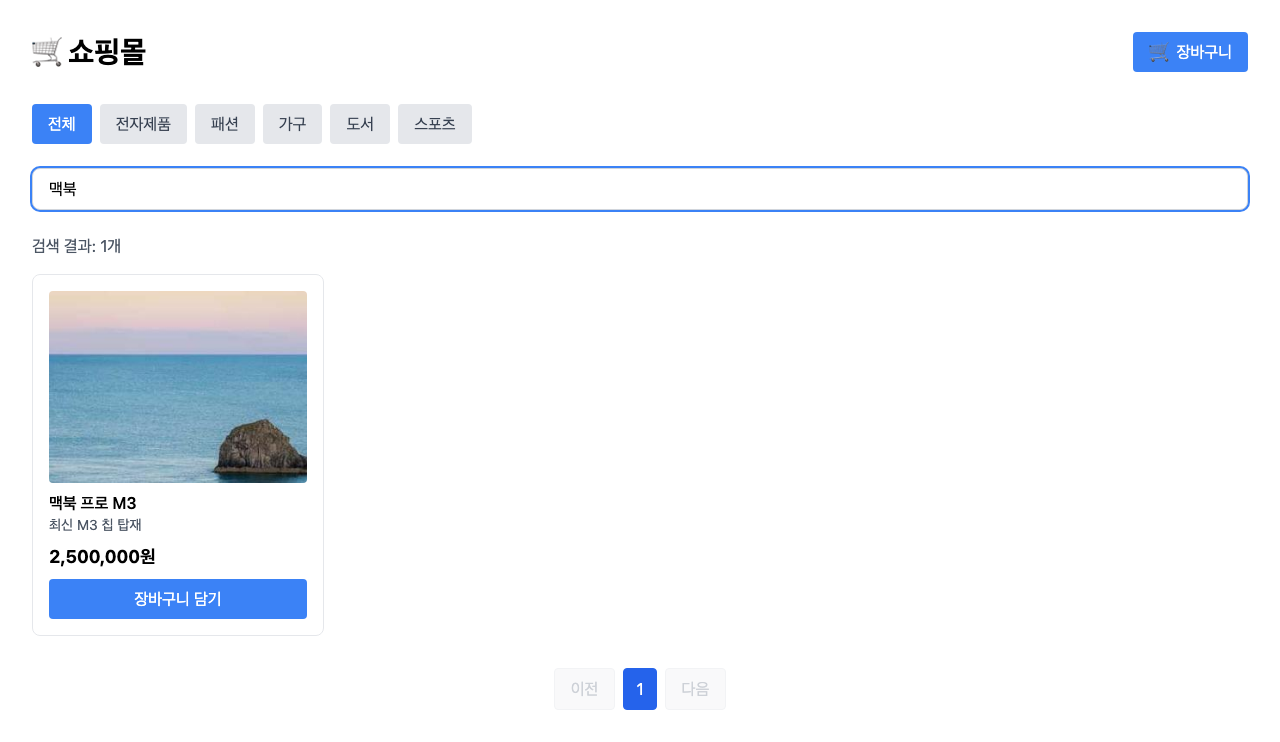 🛒 쇼핑몰
🛒 장바구니
전체 전자제품 패션 가구 도서 스포츠
맥북
검색 결과: 1개
맥북 프로 M3
최신 M3 칩 탑재
2,500,000원
장바구니 담기
이전 1 다음